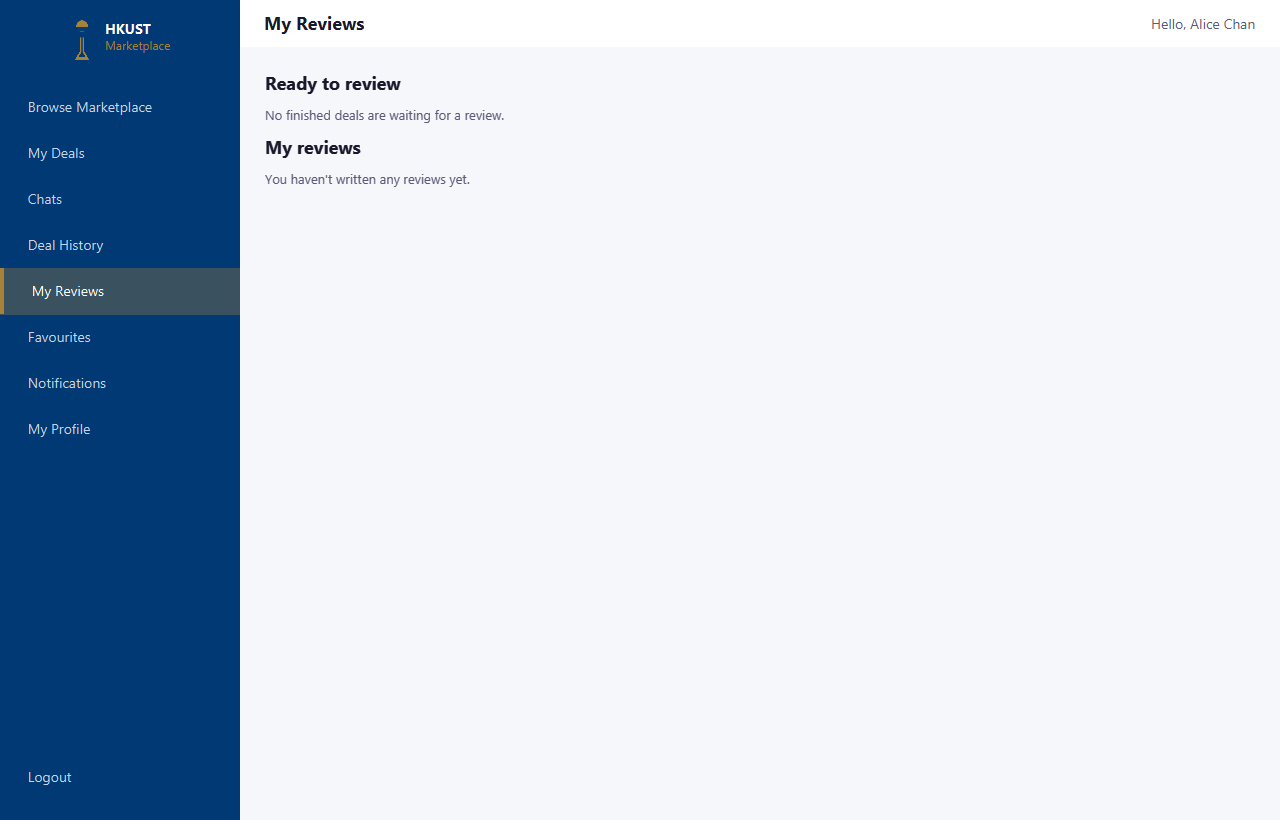 HKUST
Marketplace
My Reviews
Hello, Alice Chan
Browse Marketplace
My Deals
Chats
Deal History
My Reviews
Favourites
Notifications
My Profile
Logout
Ready to review
No finished deals are waiting for a review.
My reviews
You haven't written any reviews yet.